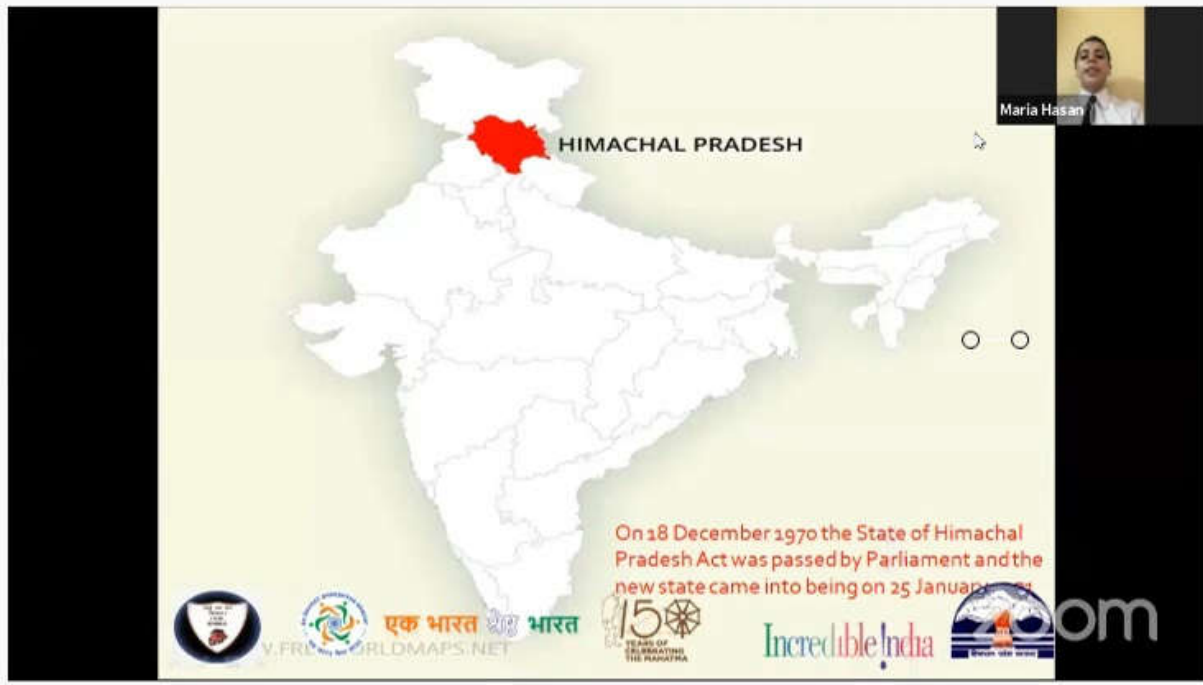 Maria Hasan
HIMACHAL PRADESH
On 18 December 1970 the State of Himachal
Pradesh Act was passed by Parliament and the
new state came into being on 25 January
एक भारत श्रेष्ठ भारत
150
YEARS OF
CELEBRATING
THE MAHATMA
Incredible!ndia
zoom